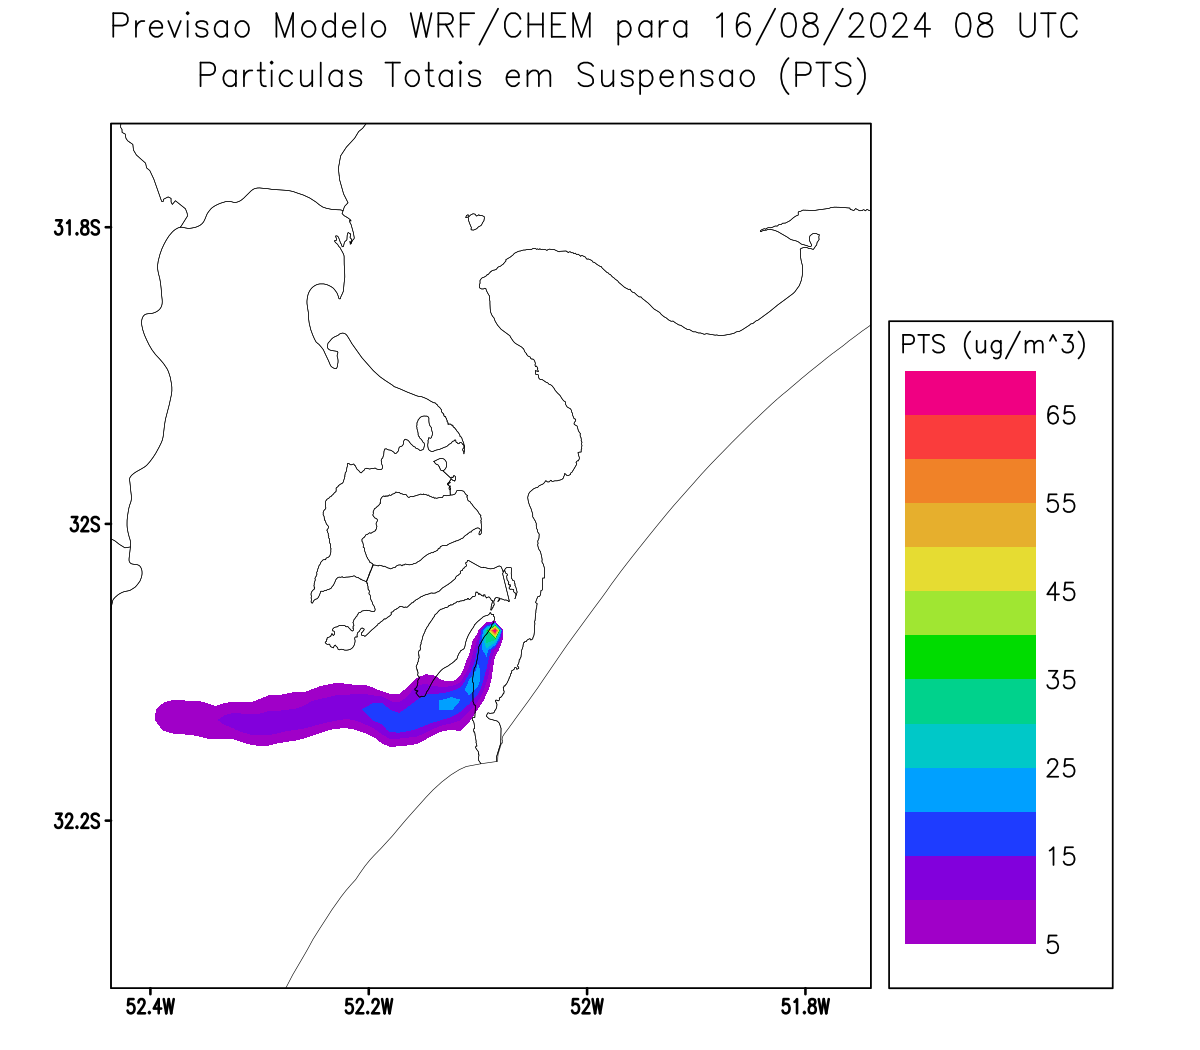 Previsao Modelo WRF/CHEM para 16/08/2024 08 UTC
Particulas Totais em Suspensao (PTS)
31.8S
32S
32.2S
52.4W
52.2W
52W
51.8W
PTS (ug/m^3)
65
55
45
35
25
15
5